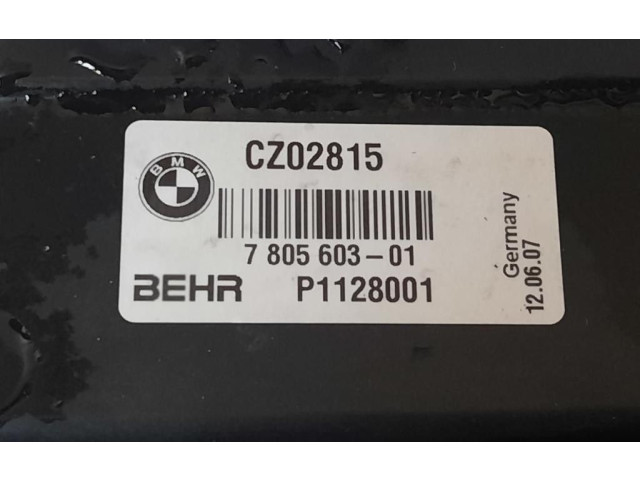 BMW
CZ02815
7 805 603-01
BEHR P1128001
Germany
12.06.07